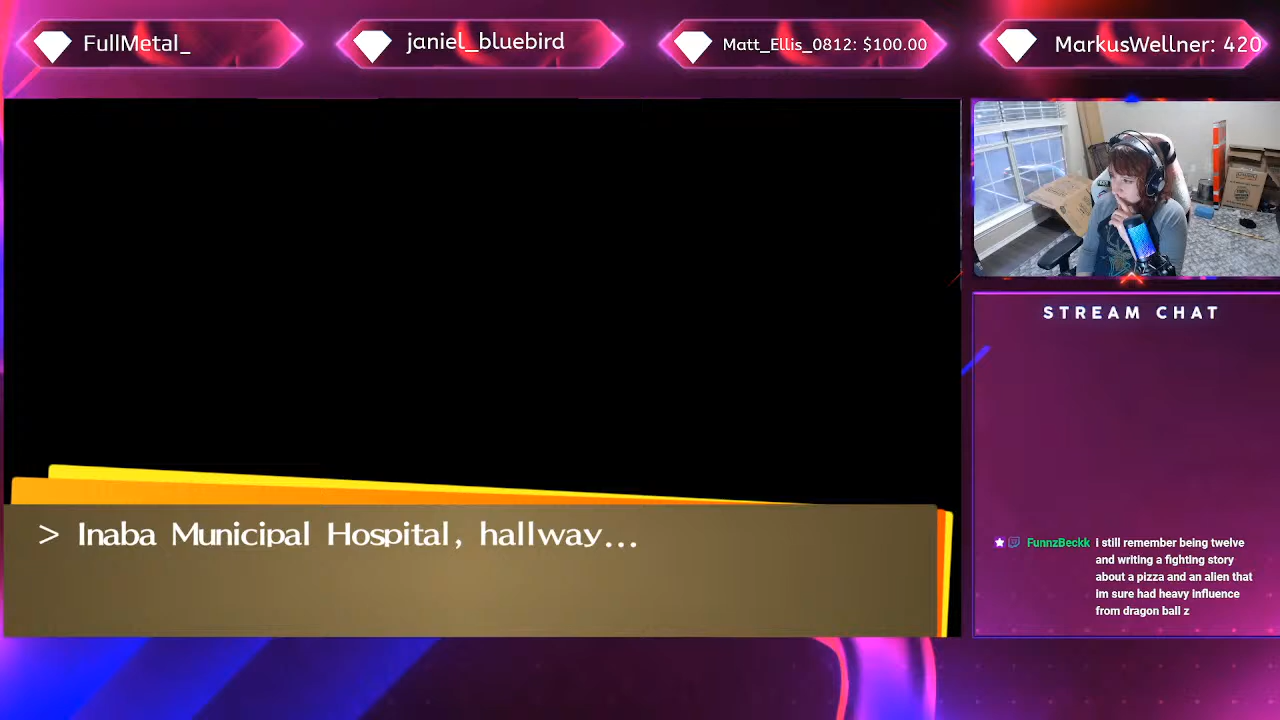 FullMetal_
janiel_bluebird
Matt_Ellis_0812: $100.00
MarkusWellner: 420
STREAM CHAT
> Inaba Municipal Hospital, hallway...
FunnzBeckk i still remember being twelve
and writing a fighting story
about a pizza and an alien that
im sure had heavy influence
from dragon ball z